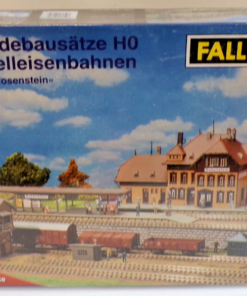 debausätze H0
elleisenbahnen
osenstein«
FALL